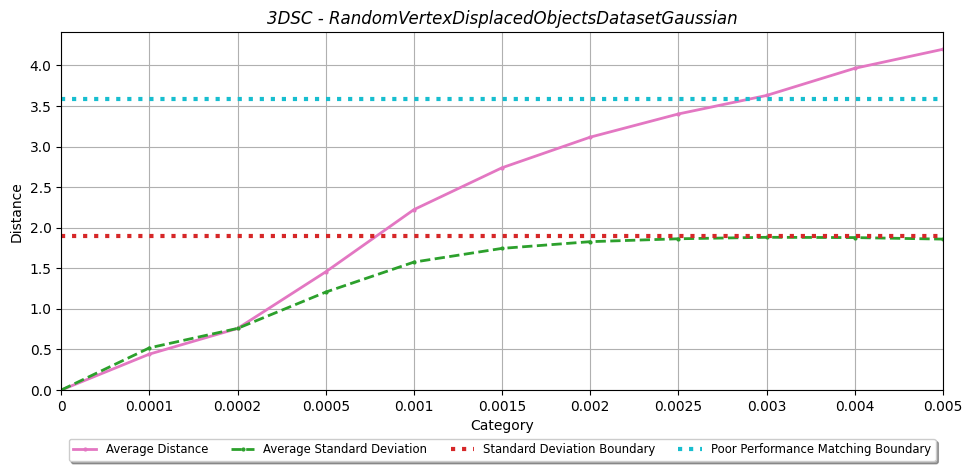 3DSC - RandomVertexDisplacedObjectsDatasetGaussian
4.0
3.5
3.0
2.5
2.0
1.5
1.0
0.5
0.0
Distance
0 0.0001 0.0002 0.0005 0.001 0.0015 0.002 0.0025 0.003 0.004 0.005
Category
Average Distance Average Standard Deviation Standard Deviation Boundary Poor Performance Matching Boundary